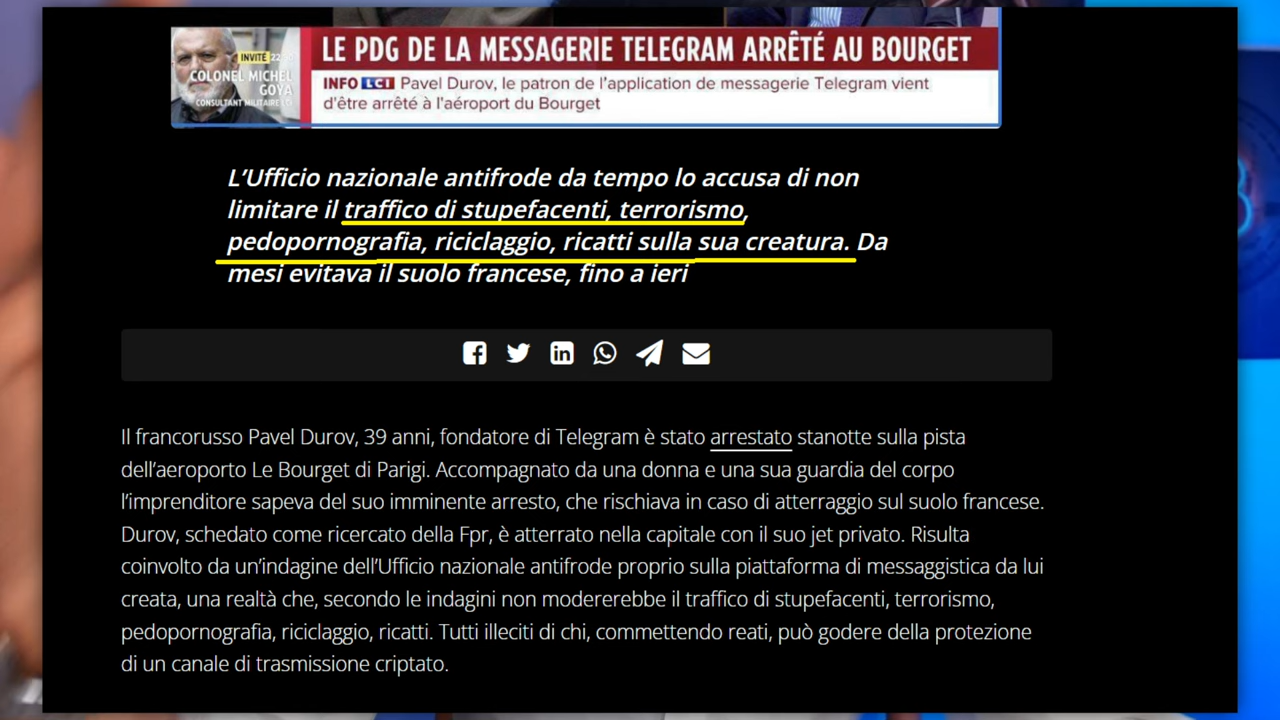 LE PDG DE LA MESSAGERIE TELEGRAM ARRÊTÉ AU BOURGET
INVITÉ
COLONEL MICHEL
GOYA
CONSULTANT MILITAIRE LCI
INFO LCI Pavel Durov, le patron de l'application de messagerie Telegram vient
d'être arrêté à l'aéroport du Bourget
L'Ufficio nazionale antifrode da tempo lo accusa di non
limitare il traffico di stupefacenti, terrorismo,
pedopornografia, riciclaggio, ricatti sulla sua creatura. Da
mesi evitava il suolo francese, fino a ieri
Il francorusso Pavel Durov, 39 anni, fondatore di Telegram è stato arrestato stanotte sulla pista
dell'aeroporto Le Bourget di Parigi. Accompagnato da una donna e una sua guardia del corpo
l'imprenditore sapeva del suo imminente arresto, che rischiava in caso di atterraggio sul suolo francese.
Durov, schedato come ricercato della Fpr, è atterrato nella capitale con il suo jet privato. Risulta
coinvolto da un'indagine dell'Ufficio nazionale antifrode proprio sulla piattaforma di messaggistica da lui
creata, una realtà che, secondo le indagini non modererebbe il traffico di stupefacenti, terrorismo,
pedopornografia, riciclaggio, ricatti. Tutti illeciti di chi, commettendo reati, può godere della protezione
di un canale di trasmissione criptato.